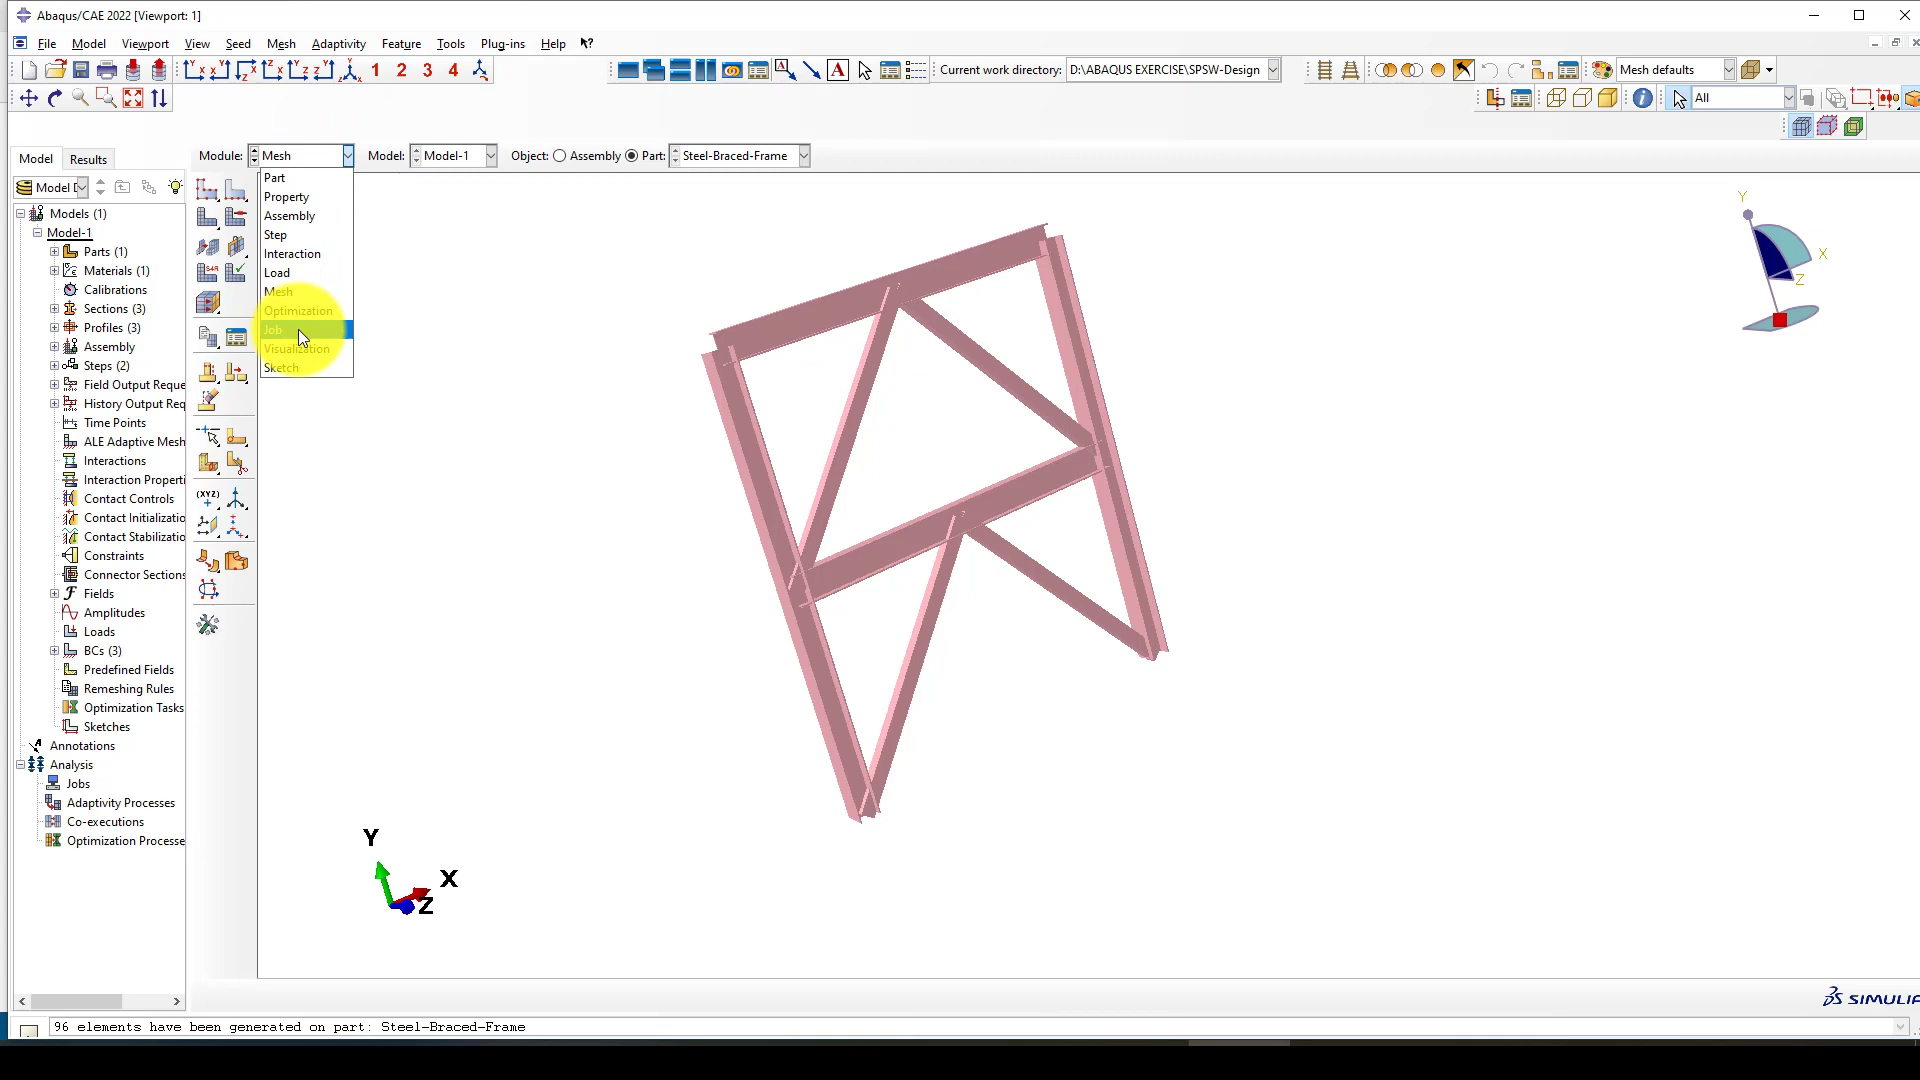 Abaqus/CAE 2022 [Viewport: 1]
File Model Viewport View Seed Mesh Adaptivity Feature Tools Plug-ins Help
1 2 3 4
A
Current work directory: D:\ABAQUS EXERCISE\SPSW-Design
Mesh defaults
All
Model Results
Module: Mesh Model: Model-1 Object: Assembly Part: Steel-Braced-Frame
Model D
Part
Property
Assembly
Step
Interaction
Load
Mesh
Optimization
Job
Visualization
Sketch
Models (1)
Model-1
Parts (1)
Materials (1)
Calibrations
Sections (3)
Profiles (3)
Assembly
Steps (2)
Field Output Reque
History Output Req
Time Points
ALE Adaptive Mesh
Interactions
Interaction Properti
Contact Controls
Contact Initializatio
Contact Stabilizatio
Constraints
Connector Sections
Fields
Amplitudes
Loads
BCs (3)
Predefined Fields
Remeshing Rules
Optimization Tasks
Sketches
Annotations
Analysis
Jobs
Adaptivity Processes
Co-executions
Optimization Processe
S4R
(XYZ)
Y
X
Z
Y
X
Z
SIMULIA
96 elements have been generated on part: Steel-Braced-Frame